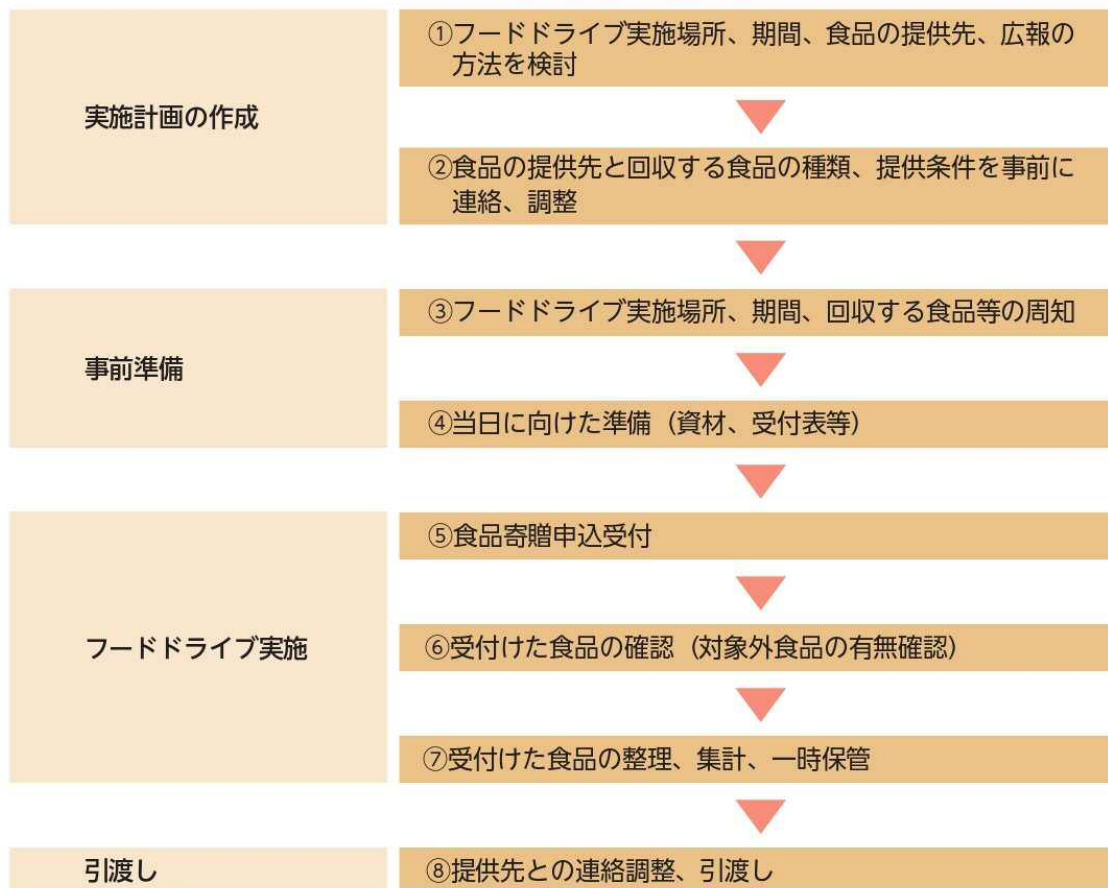 実施計画の作成
①フードドライブ実施場所、期間、食品の提供先、広報の
方法を検討
②食品の提供先と回収する食品の種類、提供条件を事前に
連絡、調整
事前準備
③フードドライブ実施場所、期間、回収する食品等の周知
④当日に向けた準備（資材、受付表等）
フードドライブ実施
⑤食品寄贈申込受付
⑥受付けた食品の確認（対象外食品の有無確認）
⑦受付けた食品の整理、集計、一時保管
引渡し
⑧提供先との連絡調整、引渡し